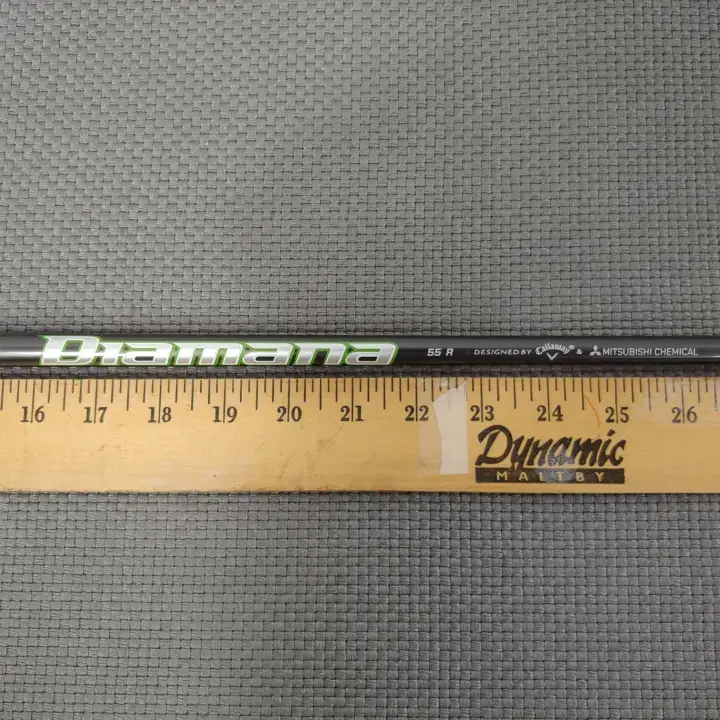 Diamana 55 R DESIGNED BY Callaway & MITSUBISHI CHEMICAL
16 17 18 19 20 21 22 23 24 25 26
Dynamic
MALTBY